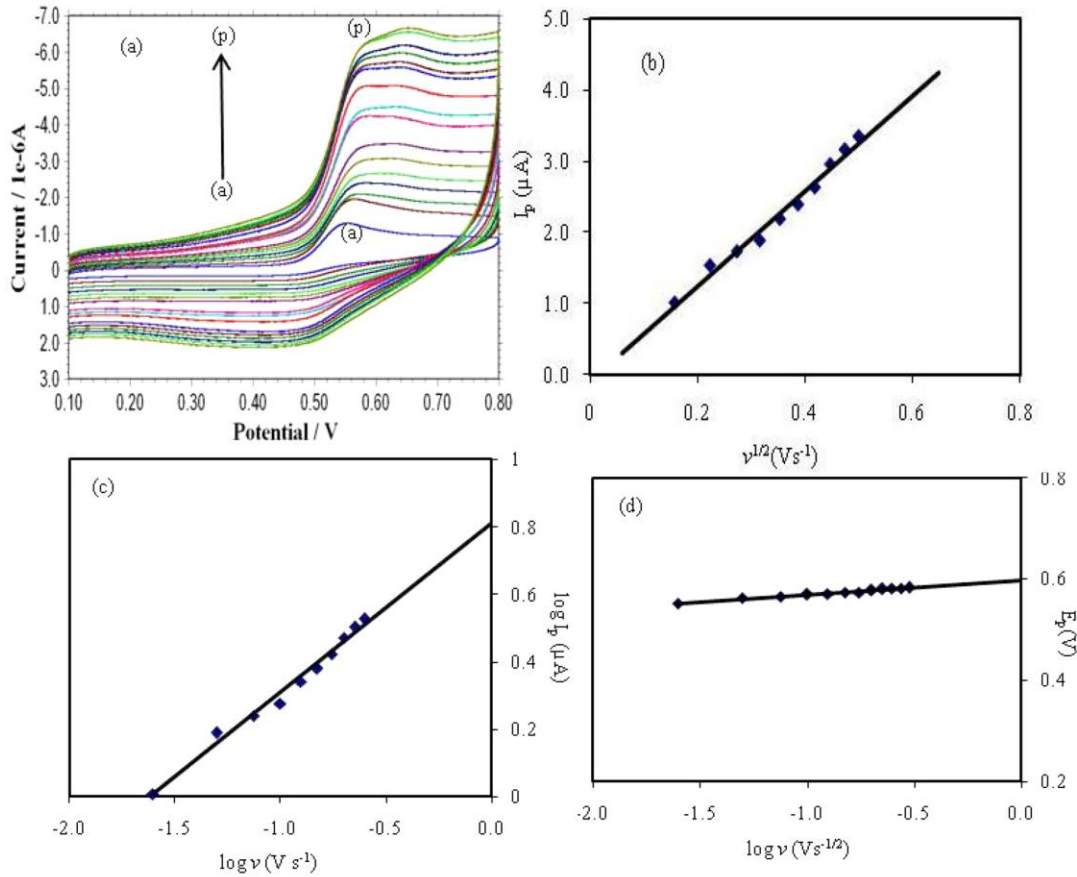 (a)
(p)
(p)
(a)
(a)
Current / 1e-6A
-7.0
-6.0
-5.0
-4.0
-3.0
-2.0
-1.0
0
1.0
2.0
3.0
0.10 0.20 0.30 0.40 0.50 0.60 0.70 0.80
Potential / V
(b)
Ip (µA)
5.0
4.0
3.0
2.0
1.0
0.0
0 0.2 0.4 0.6 0.8
v1/2(Vs-1)
(c)
1
0.8
0.6
0.4
0.2
0
log Ip (µA)
-2.0 -1.5 -1.0 -0.5 0.0
log v (V s-1)
(d)
0.8
0.6
0.4
0.2
Ep(V)
-2.0 -1.5 -1.0 -0.5 0.0
log v (Vs-1/2)